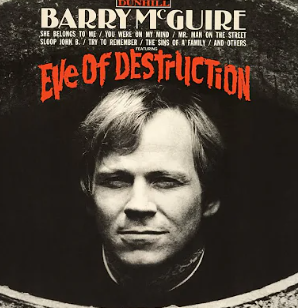 DUNHILL
BARRY McGUIRE
SHE BELONGS TO ME / YOU WERE ON MY MIND / MR. MAN ON THE STREET
SLOOP JOHN B. / TRY TO REMEMBER / THE SINS OF A FAMILY / AND OTHERS
FEATURING
EVE OF DESTRUCTION